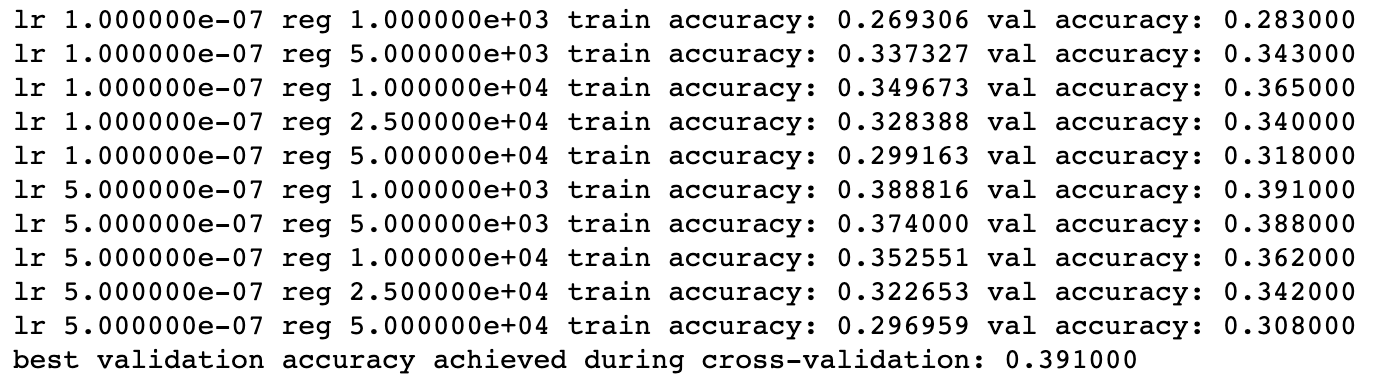 lr 1.000000e-07 reg 1.000000e+03 train accuracy: 0.269306 val accuracy: 0.283000
lr 1.000000e-07 reg 5.000000e+03 train accuracy: 0.337327 val accuracy: 0.343000
lr 1.000000e-07 reg 1.000000e+04 train accuracy: 0.349673 val accuracy: 0.365000
lr 1.000000e-07 reg 2.500000e+04 train accuracy: 0.328388 val accuracy: 0.340000
lr 1.000000e-07 reg 5.000000e+04 train accuracy: 0.299163 val accuracy: 0.318000
lr 5.000000e-07 reg 1.000000e+03 train accuracy: 0.388816 val accuracy: 0.391000
lr 5.000000e-07 reg 5.000000e+03 train accuracy: 0.374000 val accuracy: 0.388000
lr 5.000000e-07 reg 1.000000e+04 train accuracy: 0.352551 val accuracy: 0.362000
lr 5.000000e-07 reg 2.500000e+04 train accuracy: 0.322653 val accuracy: 0.342000
lr 5.000000e-07 reg 5.000000e+04 train accuracy: 0.296959 val accuracy: 0.308000
best validation accuracy achieved during cross-validation: 0.391000